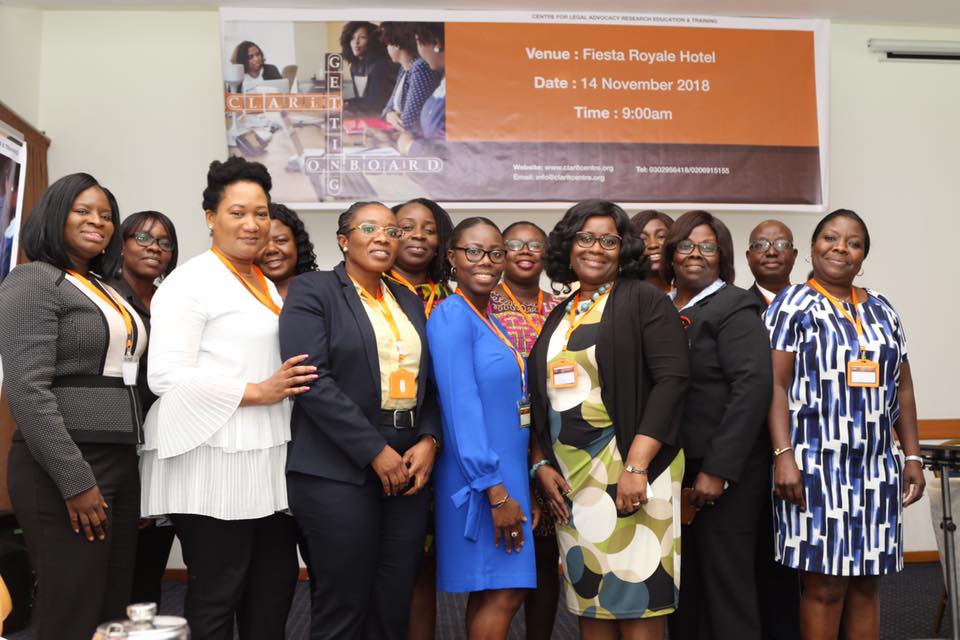 CENTRE FOR LEGAL ADVOCACY RESEARCH EDUCATION & TRAINING
CLARIT
GETTING
ONBOARD
Venue : Fiesta Royale Hotel
Date : 14 November 2018
Time : 9:00am
Website: www.claritcentre.org
Email: info@claritcentre.org
Tel: 0302956418/0206915155